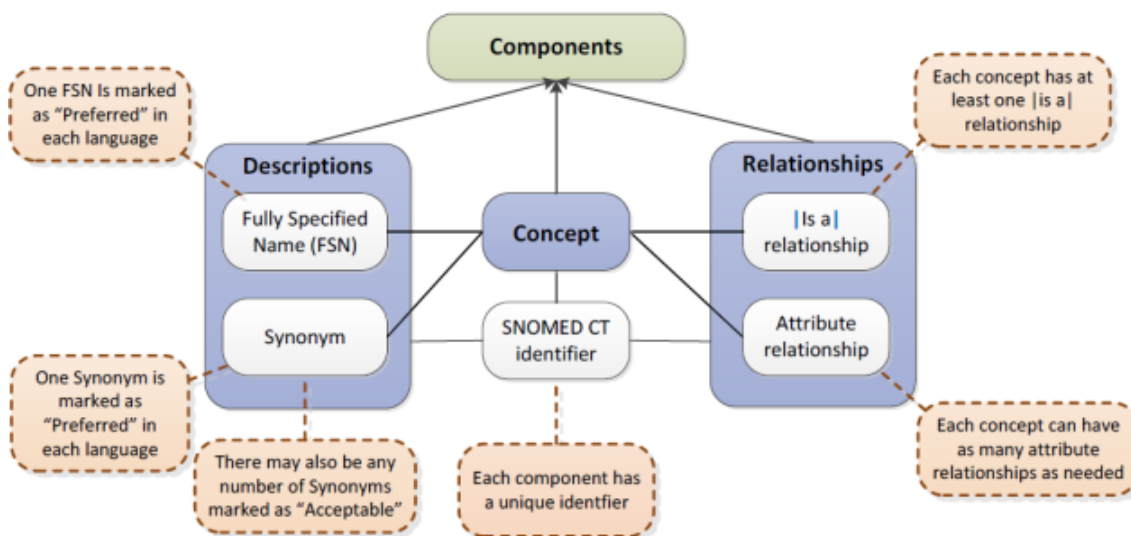 Components
One FSN Is marked
as “Preferred” in
each language
Each concept has at
least one |is a|
relationship
Descriptions
Relationships
Fully Specified
Name (FSN)
Concept
|Is a|
relationship
Synonym
SNOMED CT
identifier
Attribute
relationship
One Synonym is
marked as
“Preferred” in
each language
There may also be any
number of Synonyms
marked as “Acceptable”
Each component has
a unique identfier
Each concept can have
as many attribute
relationships as needed